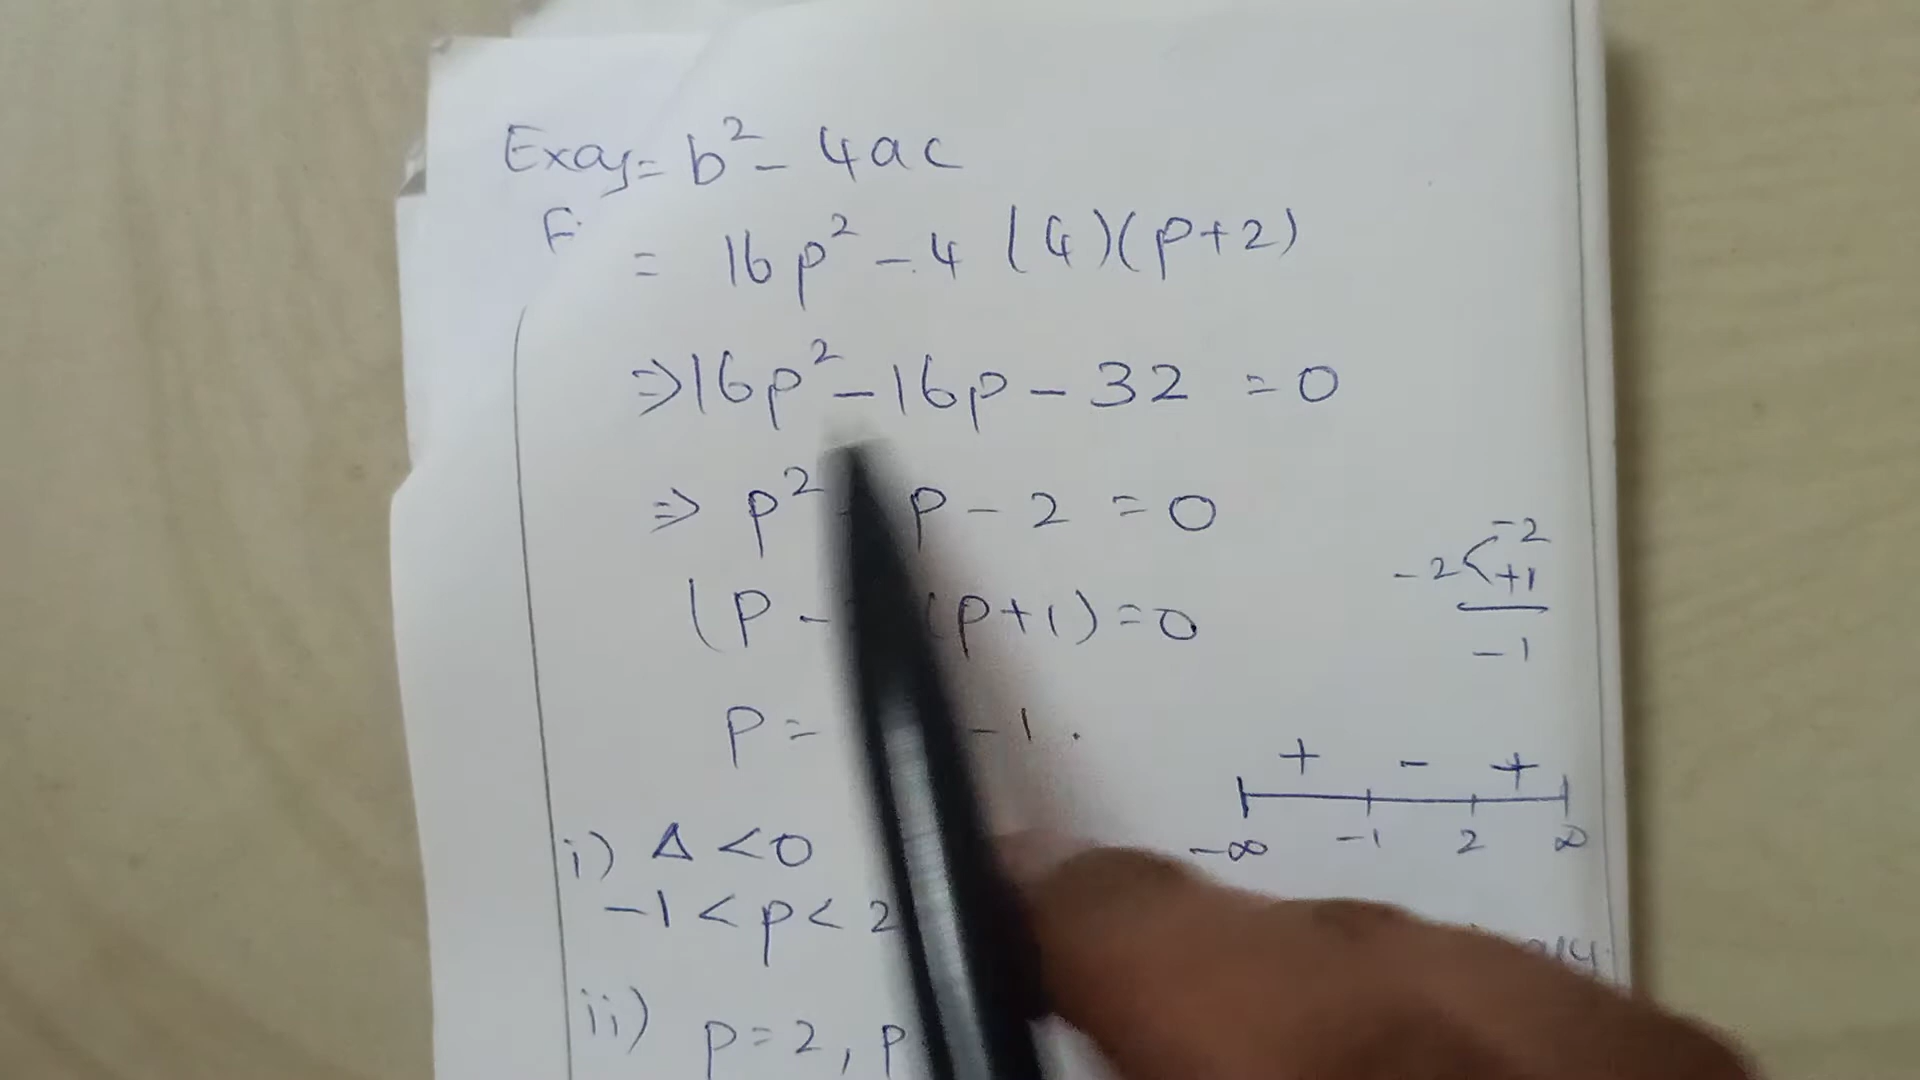 Exa = b² - 4ac
F
= 16p² - 4 (4)(p+2)
⇒ 16p² - 16p - 32 = 0
⇒ p² - p - 2 = 0
(p - (p+1) = 0
p = -1.
-2 < -2
+1
-1
+ - +
-∞ -1 2 ∞
i) Δ < 0
-1 < p < 2
ii) p = 2, p